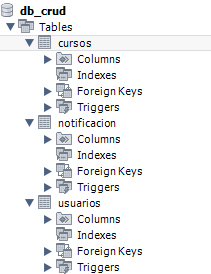 db_crud
Tables
cursos
Columns
Indexes
Foreign Keys
Triggers
notificacion
Columns
Indexes
Foreign Keys
Triggers
usuarios
Columns
Indexes
Foreign Keys
Triggers